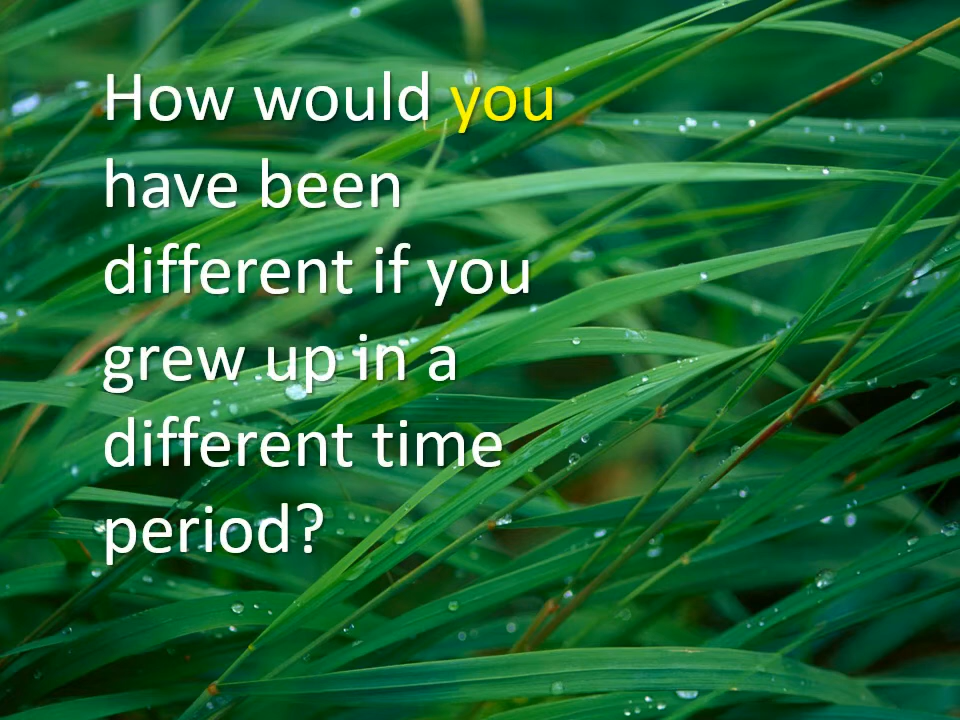 How would you
have been
different if you
grew up in a
different time
period?